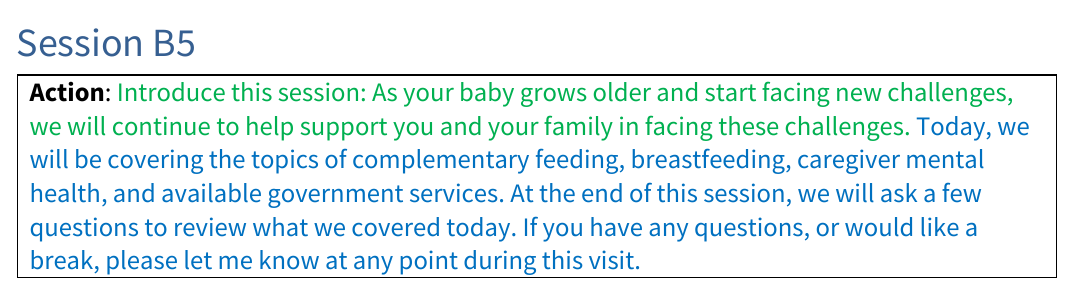 Session B5
Action: Introduce this session: As your baby grows older and start facing new challenges,
we will continue to help support you and your family in facing these challenges. Today, we
will be covering the topics of complementary feeding, breastfeeding, caregiver mental
health, and available government services. At the end of this session, we will ask a few
questions to review what we covered today. If you have any questions, or would like a
break, please let me know at any point during this visit.